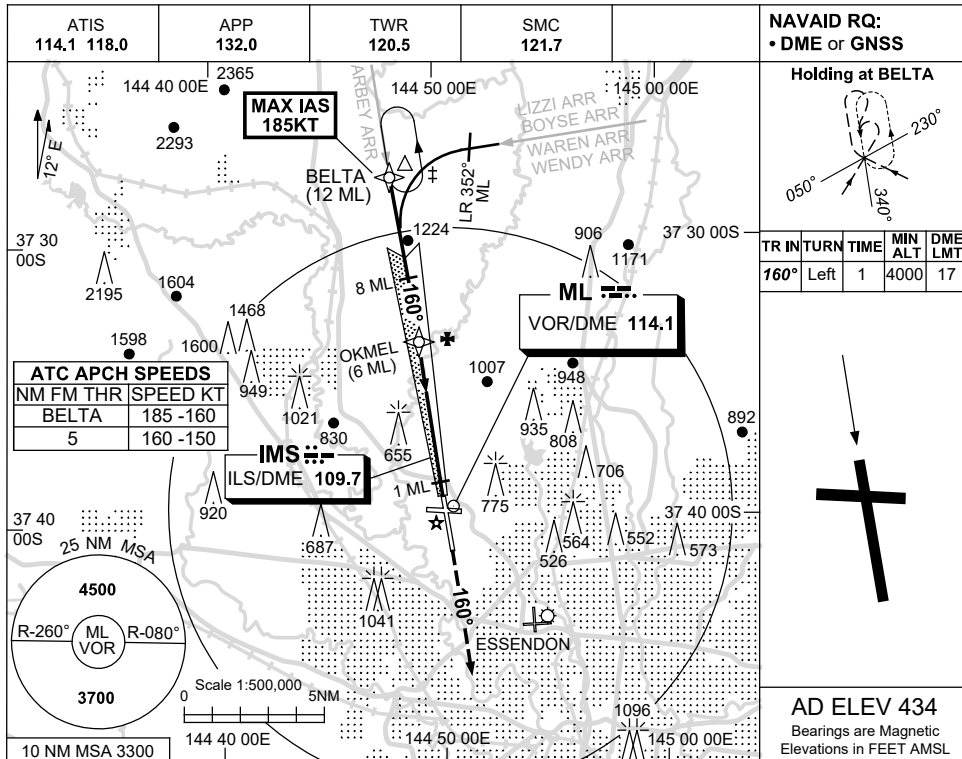 ATIS
114.1 118.0
APP
132.0
TWR
120.5
SMC
121.7
NAVAID RQ:
• DME or GNSS
Holding at BELTA
230°
050°
340°
TR IN TURN TIME MIN ALT DME LMT
160° Left 1 4000 17
AD ELEV 434
Bearings are Magnetic
Elevations in FEET AMSL
144 40 00E
2365
144 50 00E
145 00 00E
MAX IAS
185KT
ARBEY ARR
LIZZI ARR
BOYSE ARR
WAREN ARR
WENDY ARR
2293
12° E
BELTA
(12 ML)
LR 352°
ML
1224
37 30
00S
906
37 30 00S
1171
2195
1604
8 ML
160°
ML
VOR/DME 114.1
1468
1600
1598
OKMEL
(6 ML)
949
1007
948
ATC APCH SPEEDS
NM FM THR SPEED KT
BELTA 185 -160
5 160 -150
1021
830
655
935
808
892
706
IMS
ILS/DME 109.7
1 ML
775
920
37 40
00S
37 40 00S
687
564
552
573
526
25 NM MSA
4500
R-260°
ML
VOR
R-080°
3700
1041
160°
ESSENDON
Scale 1:500,000
0 5NM
1096
10 NM MSA 3300
144 40 00E
144 50 00E
145 00 00E